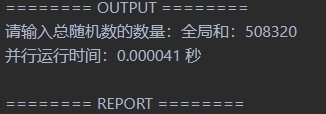 ======== OUTPUT ========
请输入总随机数的数量：全局和：508320
并行运行时间：0.000041 秒
======== REPORT ========